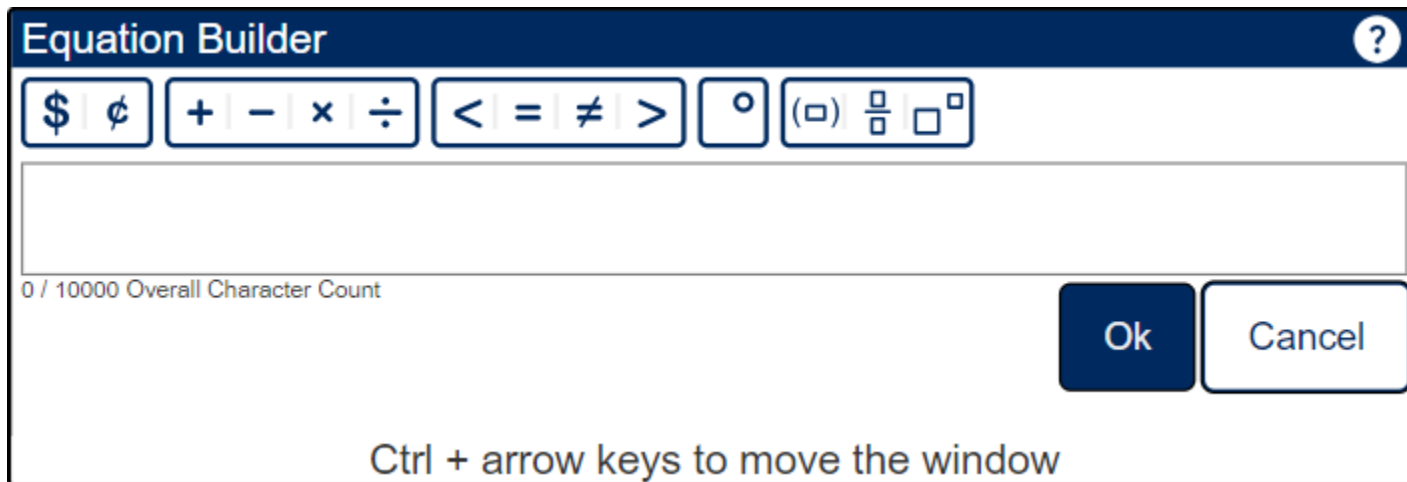 Equation Builder ?
$ ¢ + − × ÷ < = ≠ > ° (□) □/□ □^□
0 / 10000 Overall Character Count
Ok Cancel
Ctrl + arrow keys to move the window